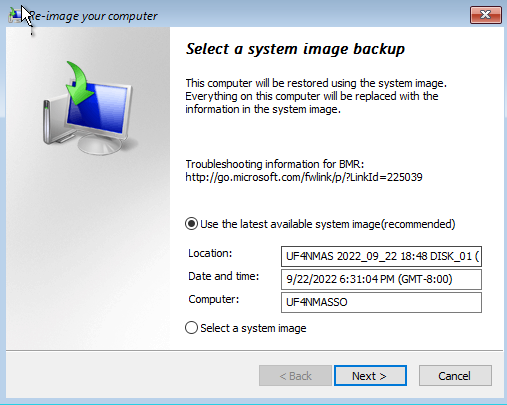 Re-image your computer
Select a system image backup
This computer will be restored using the system image.
Everything on this computer will be replaced with the
information in the system image.
Troubleshooting information for BMR:
http://go.microsoft.com/fwlink/p/?LinkId=225039
Use the latest available system image(recommended)
Location: UF4NMAS 2022_09_22 18:48 DISK_01 (
Date and time: 9/22/2022 6:31:04 PM (GMT-8:00)
Computer: UF4NMASSO
Select a system image
< Back Next > Cancel